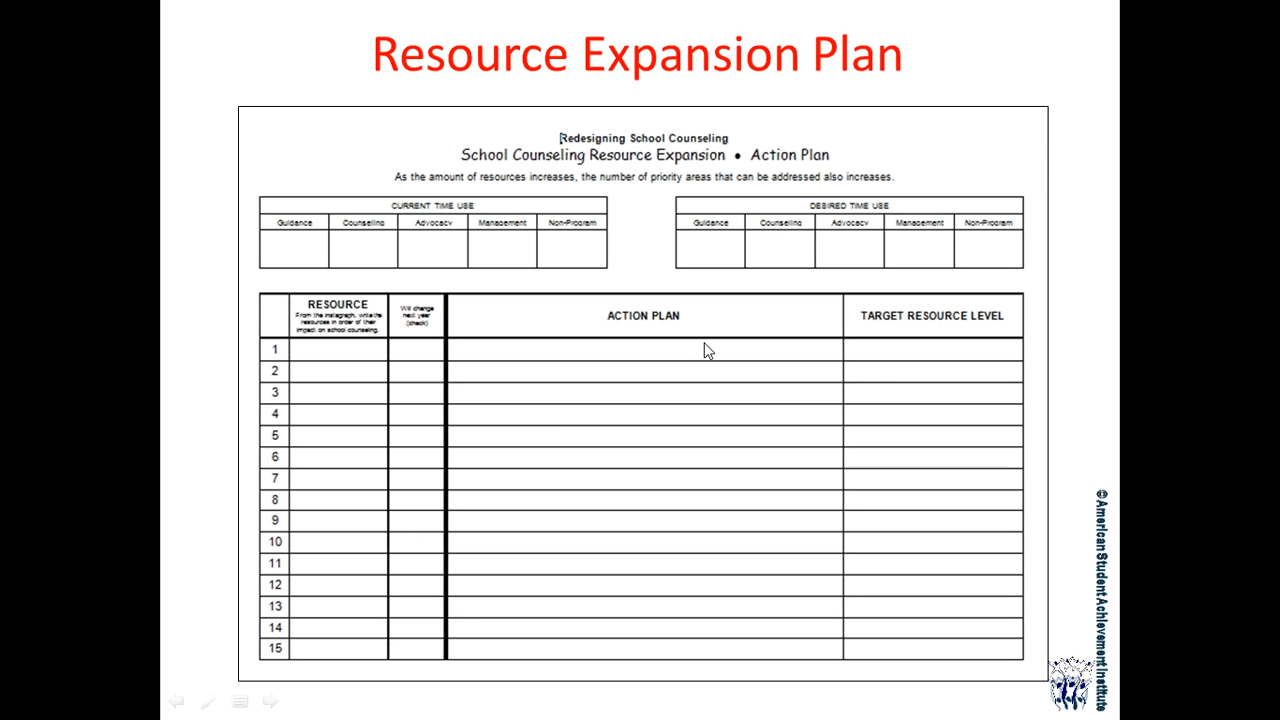 Resource Expansion Plan
Redesigning School Counseling
School Counseling Resource Expansion • Action Plan
As the amount of resources increases, the number of priority areas that can be addressed also increases.
CURRENT TIME USE
Guidance Counseling Advocacy Management Non-Program
DESIRED TIME USE
Guidance Counseling Advocacy Management Non-Program
RESOURCE
From the instagraph, write the
resources in order of their
impact on school counseling.
Will change
next year
(check)
ACTION PLAN
TARGET RESOURCE LEVEL
1
2
3
4
5
6
7
8
9
10
11
12
13
14
15
© American Student Achievement Institute